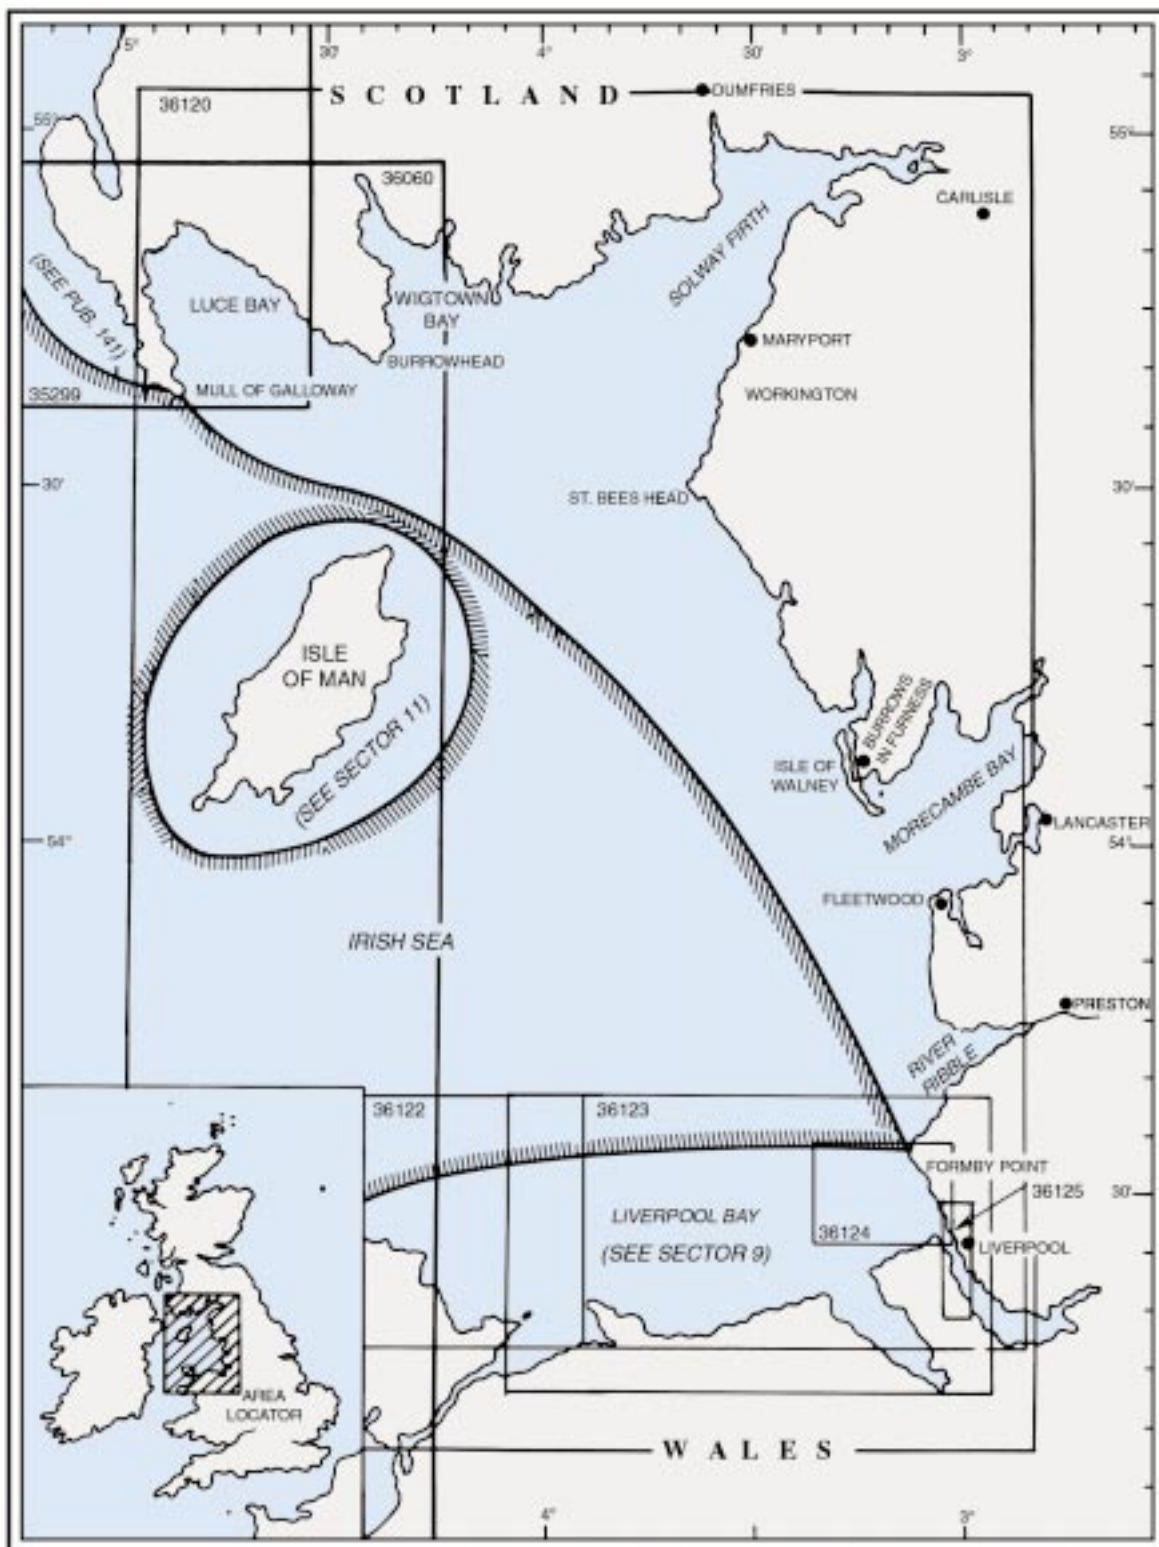 5°
30'
4°
30'
3°
SCOTLAND
DUMFRIES
36120
55°
55°
36060
CARLISLE
SOLWAY FIRTH
(SEE PUB. 141)
LUCE BAY
WIGTOWN
BAY
BURROWHEAD
MARYPORT
MULL OF GALLOWAY
WORKINGTON
35299
30'
ST. BEES HEAD
30'
ISLE
OF MAN
(SEE SECTOR 11)
BURROWS
IN FURNESS
ISLE OF
WALNEY
MORECAMBE BAY
LANCASTER
54°
54°
FLEETWOOD
IRISH SEA
PRESTON
RIVER
RIBBLE
36122
36123
FORMBY POINT
36125
30'
LIVERPOOL BAY
36124
(SEE SECTOR 9)
LIVERPOOL
AREA
LOCATOR
WALES
4°
3°